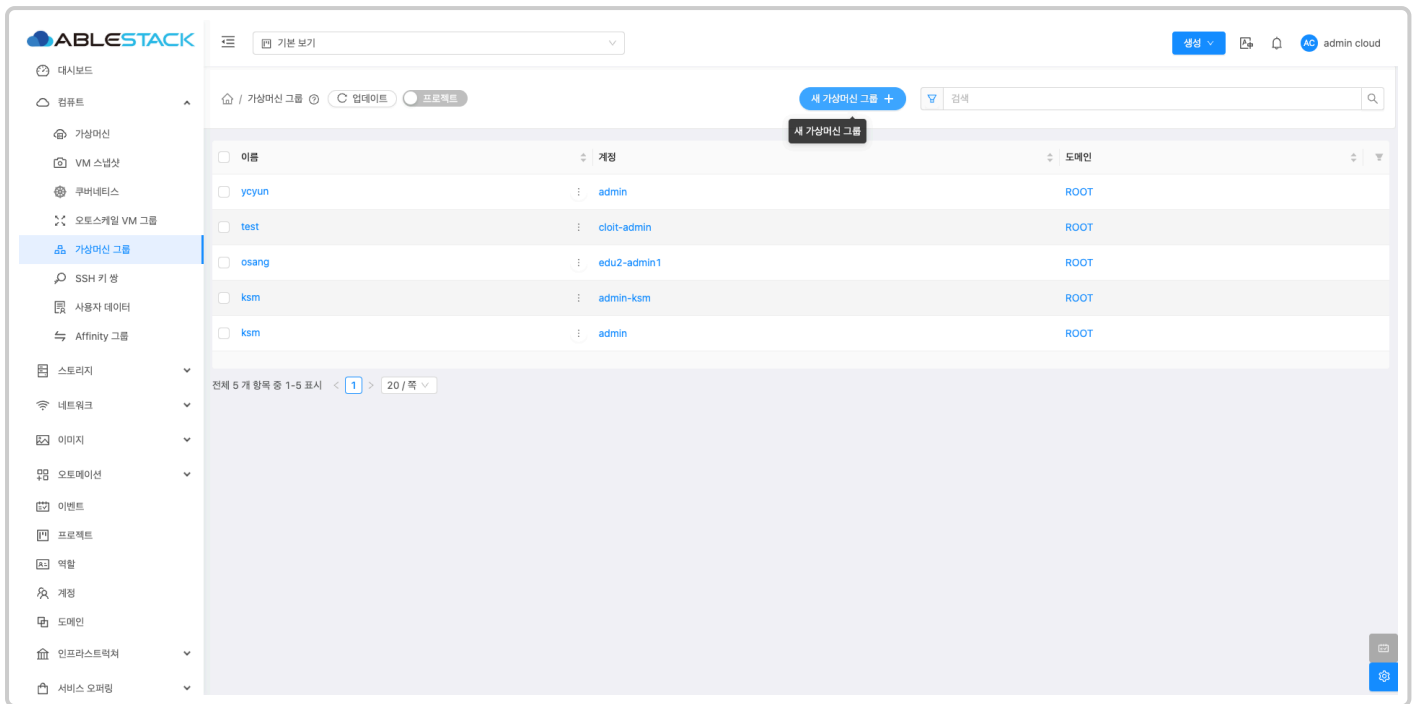 ABLESTACK
기본 보기
생성
AC admin cloud
대시보드
컴퓨트
가상머신
VM 스냅샷
쿠버네티스
오토스케일 VM 그룹
가상머신 그룹
SSH 키 쌍
사용자 데이터
Affinity 그룹
스토리지
네트워크
이미지
오토메이션
이벤트
프로젝트
역할
계정
도메인
인프라스트럭쳐
서비스 오퍼링
/ 가상머신 그룹 업데이트 프로젝트
새 가상머신 그룹 +
검색
새 가상머신 그룹
이름 계정 도메인
ycyun admin ROOT
test cloit-admin ROOT
osang edu2-admin1 ROOT
ksm admin-ksm ROOT
ksm admin ROOT
전체 5 개 항목 중 1-5 표시 < 1 > 20 / 쪽